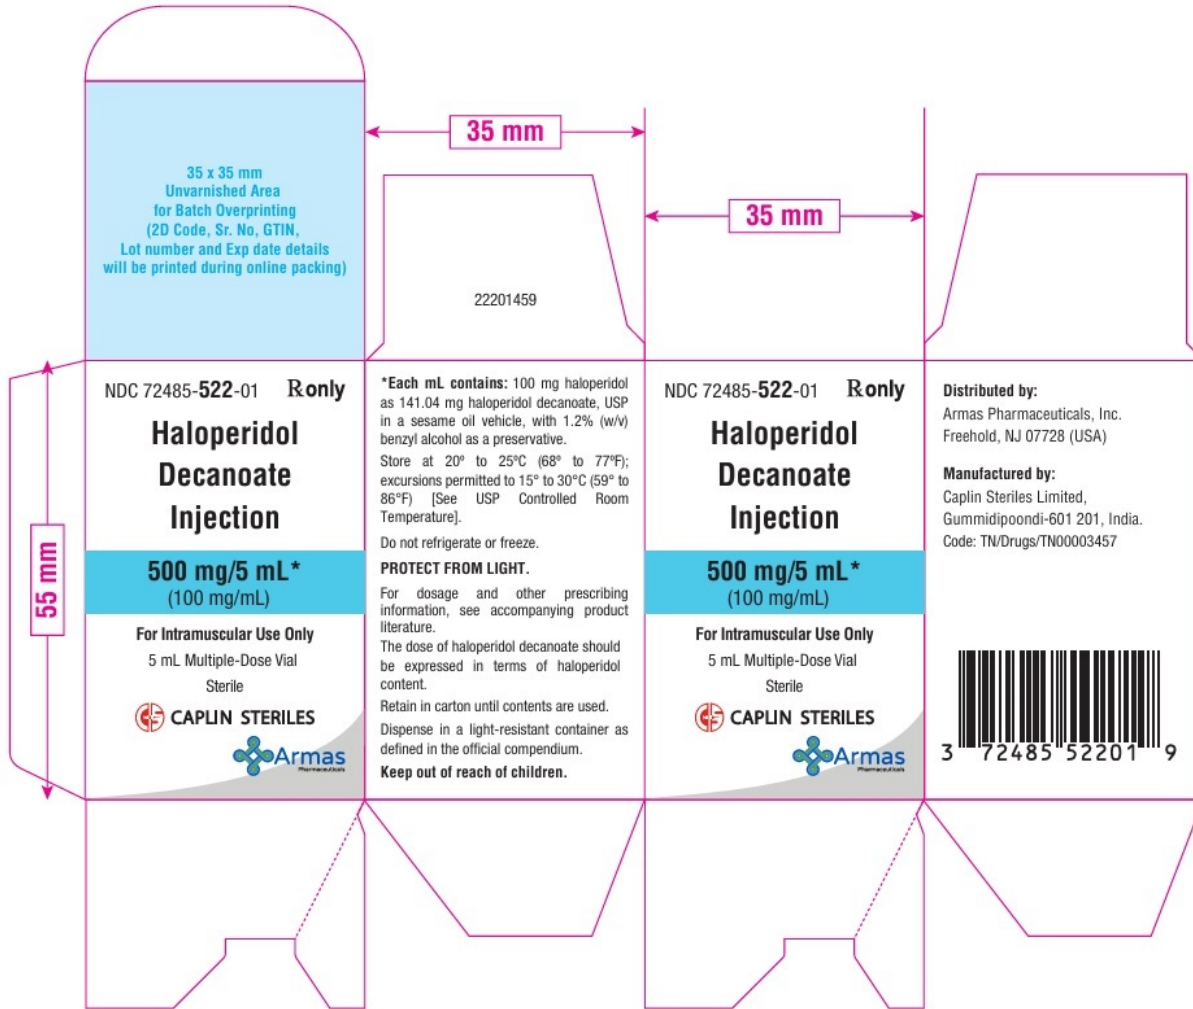 35 x 35 mm
Unvarnished Area
for Batch Overprinting
(2D Code, Sr. No, GTIN,
Lot number and Exp date details
will be printed during online packing)
35 mm
35 mm
22201459
55 mm
NDC 72485-522-01 Rx only
Haloperidol
Decanoate
Injection
500 mg/5 mL*
(100 mg/mL)
For Intramuscular Use Only
5 mL Multiple-Dose Vial
Sterile
CAPLIN STERILES
Armas
Pharmaceuticals
*Each mL contains: 100 mg haloperidol
as 141.04 mg haloperidol decanoate, USP
in a sesame oil vehicle, with 1.2% (w/v)
benzyl alcohol as a preservative.
Store at 20º to 25ºC (68º to 77ºF);
excursions permitted to 15° to 30°C (59° to
86°F) [See USP Controlled Room
Temperature].
Do not refrigerate or freeze.
PROTECT FROM LIGHT.
For dosage and other prescribing
information, see accompanying product
literature.
The dose of haloperidol decanoate should
be expressed in terms of haloperidol
content.
Retain in carton until contents are used.
Dispense in a light-resistant container as
defined in the official compendium.
Keep out of reach of children.
NDC 72485-522-01 Rx only
Haloperidol
Decanoate
Injection
500 mg/5 mL*
(100 mg/mL)
For Intramuscular Use Only
5 mL Multiple-Dose Vial
Sterile
CAPLIN STERILES
Armas
Pharmaceuticals
Distributed by:
Armas Pharmaceuticals, Inc.
Freehold, NJ 07728 (USA)
Manufactured by:
Caplin Steriles Limited,
Gummidipoondi-601 201, India.
Code: TN/Drugs/TN00003457
3 72485 52201 9